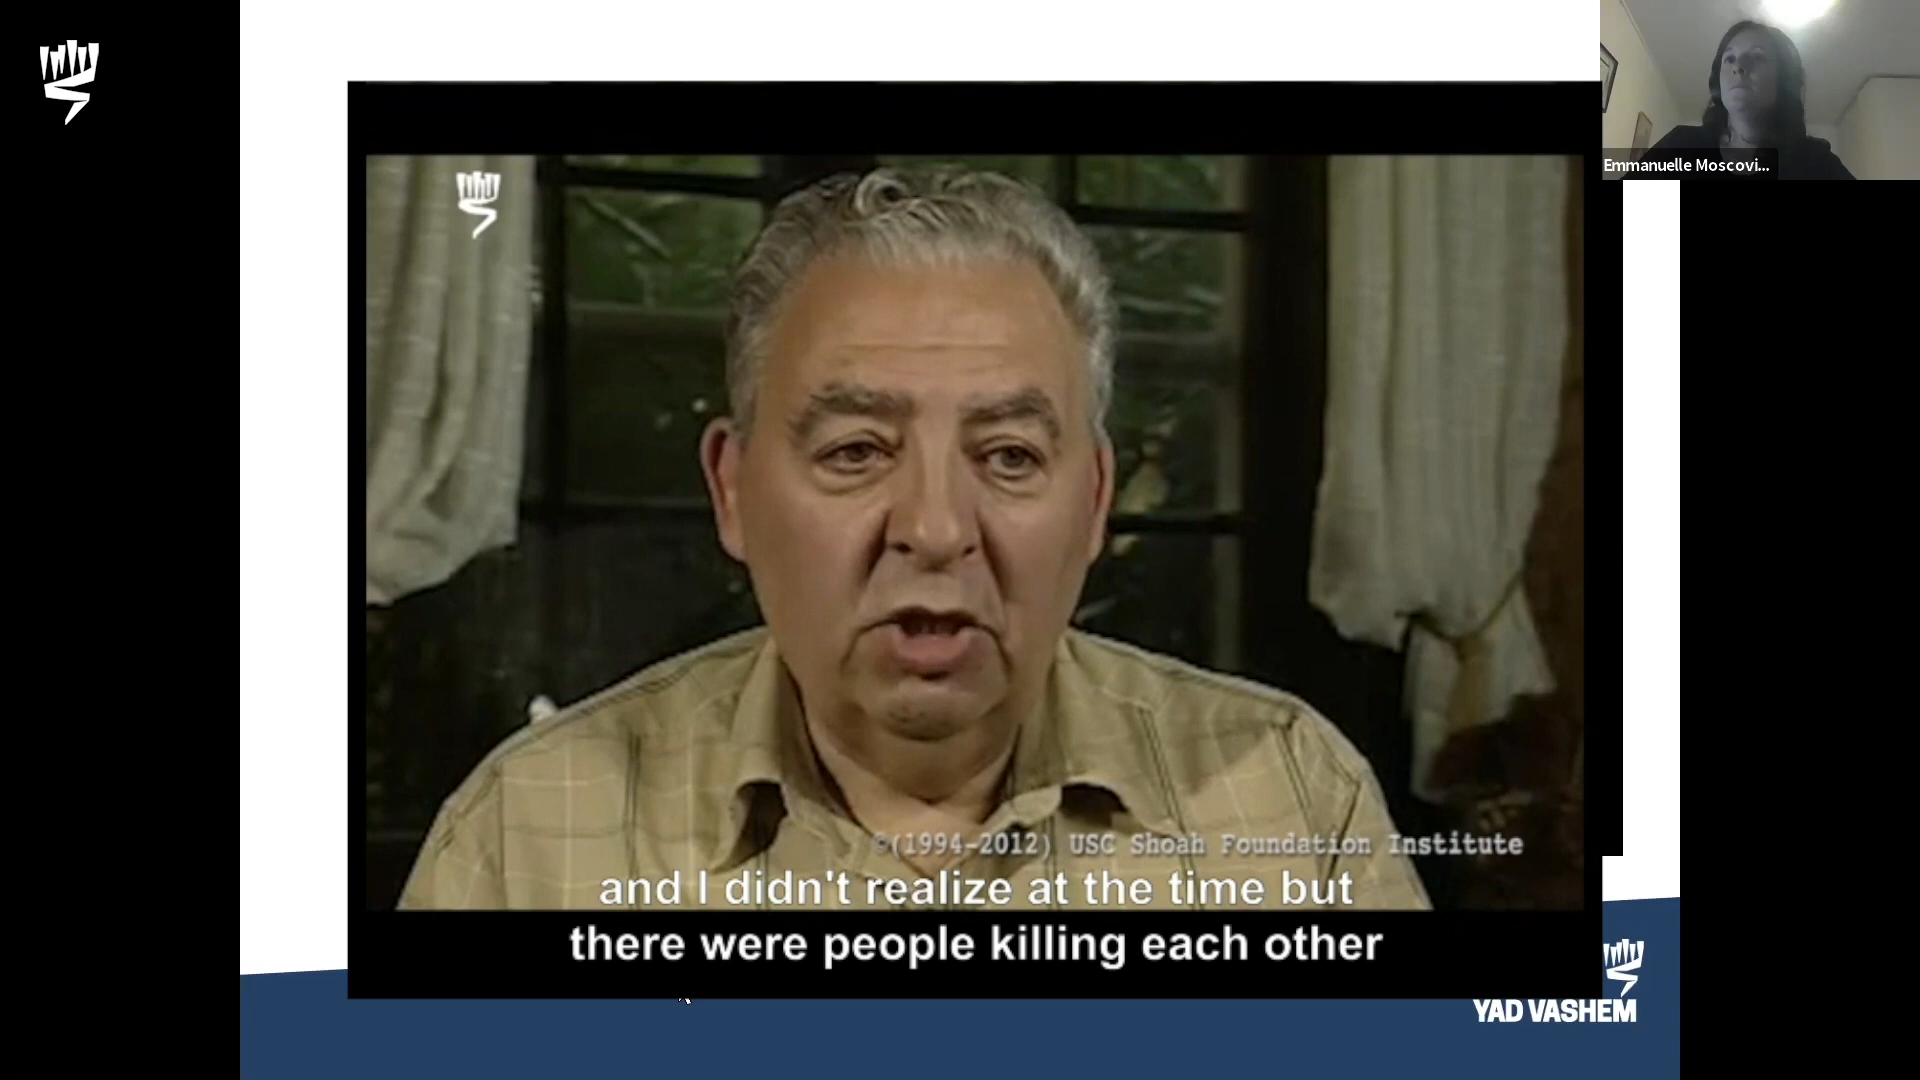 Emmanuelle Moscovi...
©(1994-2012) USC Shoah Foundation Institute
and I didn't realize at the time but
there were people killing each other
YAD VASHEM